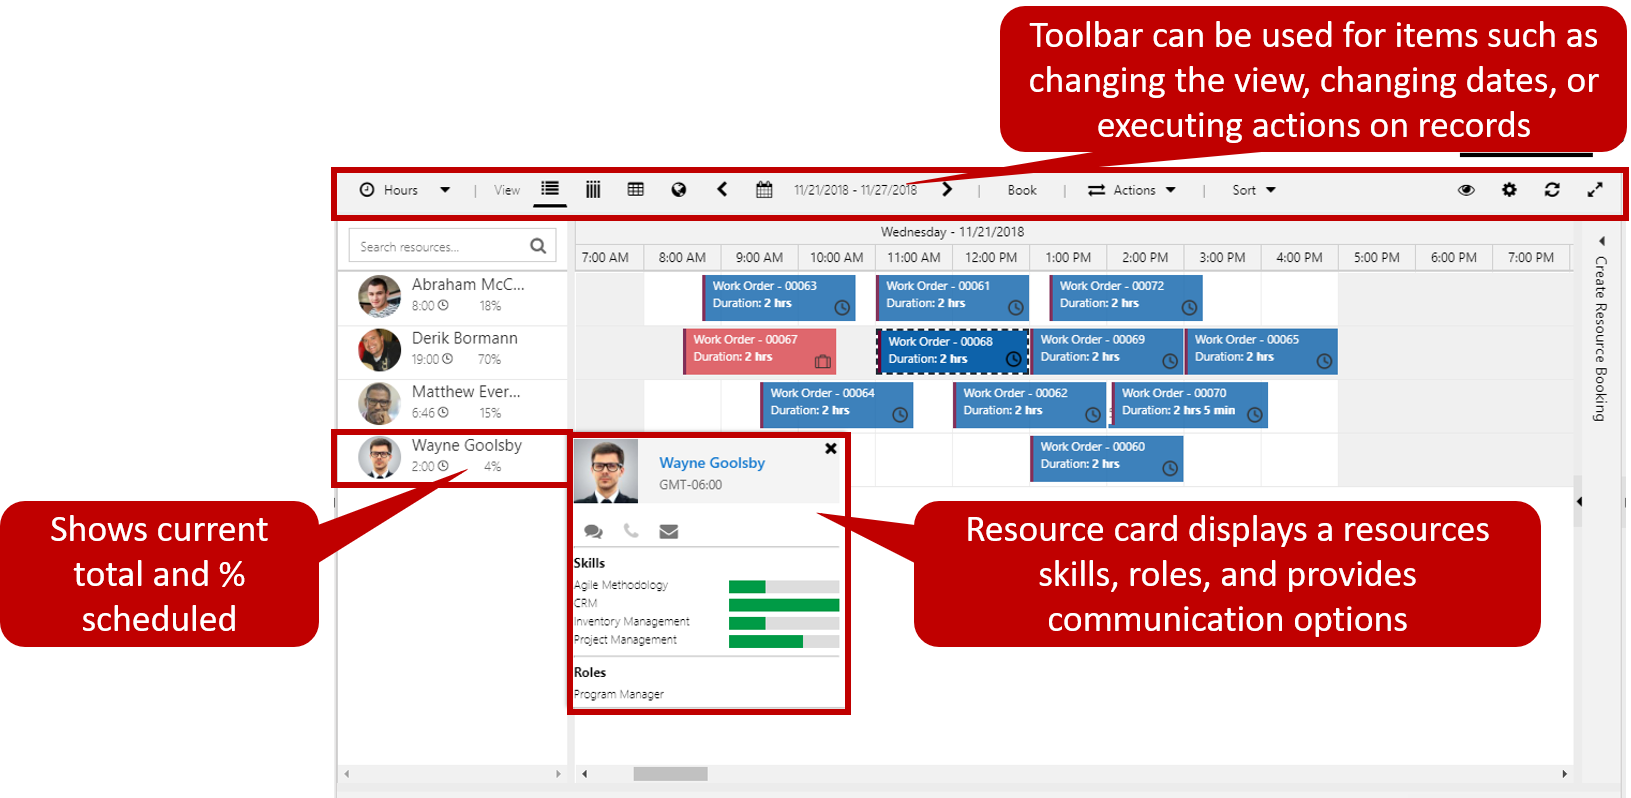 Toolbar can be used for items such as
changing the view, changing dates, or
executing actions on records
Hours | View 11/21/2018 - 11/27/2018 | Book | Actions | Sort
Search resources...
Wednesday - 11/21/2018
7:00 AM 8:00 AM 9:00 AM 10:00 AM 11:00 AM 12:00 PM 1:00 PM 2:00 PM 3:00 PM 4:00 PM 5:00 PM 6:00 PM 7:00 PM
Create Resource Booking
Abraham McC...
8:00 18%
Work Order - 00063
Duration: 2 hrs
Work Order - 00061
Duration: 2 hrs
Work Order - 00072
Duration: 2 hrs
Derik Bormann
19:00 70%
Work Order - 00067
Duration: 2 hrs
Work Order - 00068
Duration: 2 hrs
Work Order - 00069
Duration: 2 hrs
Work Order - 00065
Duration: 2 hrs
Matthew Ever...
6:46 15%
Work Order - 00064
Duration: 2 hrs
Work Order - 00062
Duration: 2 hrs
Work Order - 00070
Duration: 2 hrs 5 min
Wayne Goolsby
2:00 4%
Work Order - 00060
Duration: 2 hrs
Wayne Goolsby
GMT-06:00
Skills
Agile Methodology
CRM
Inventory Management
Project Management
Roles
Program Manager
Shows current
total and %
scheduled
Resource card displays a resources
skills, roles, and provides
communication options